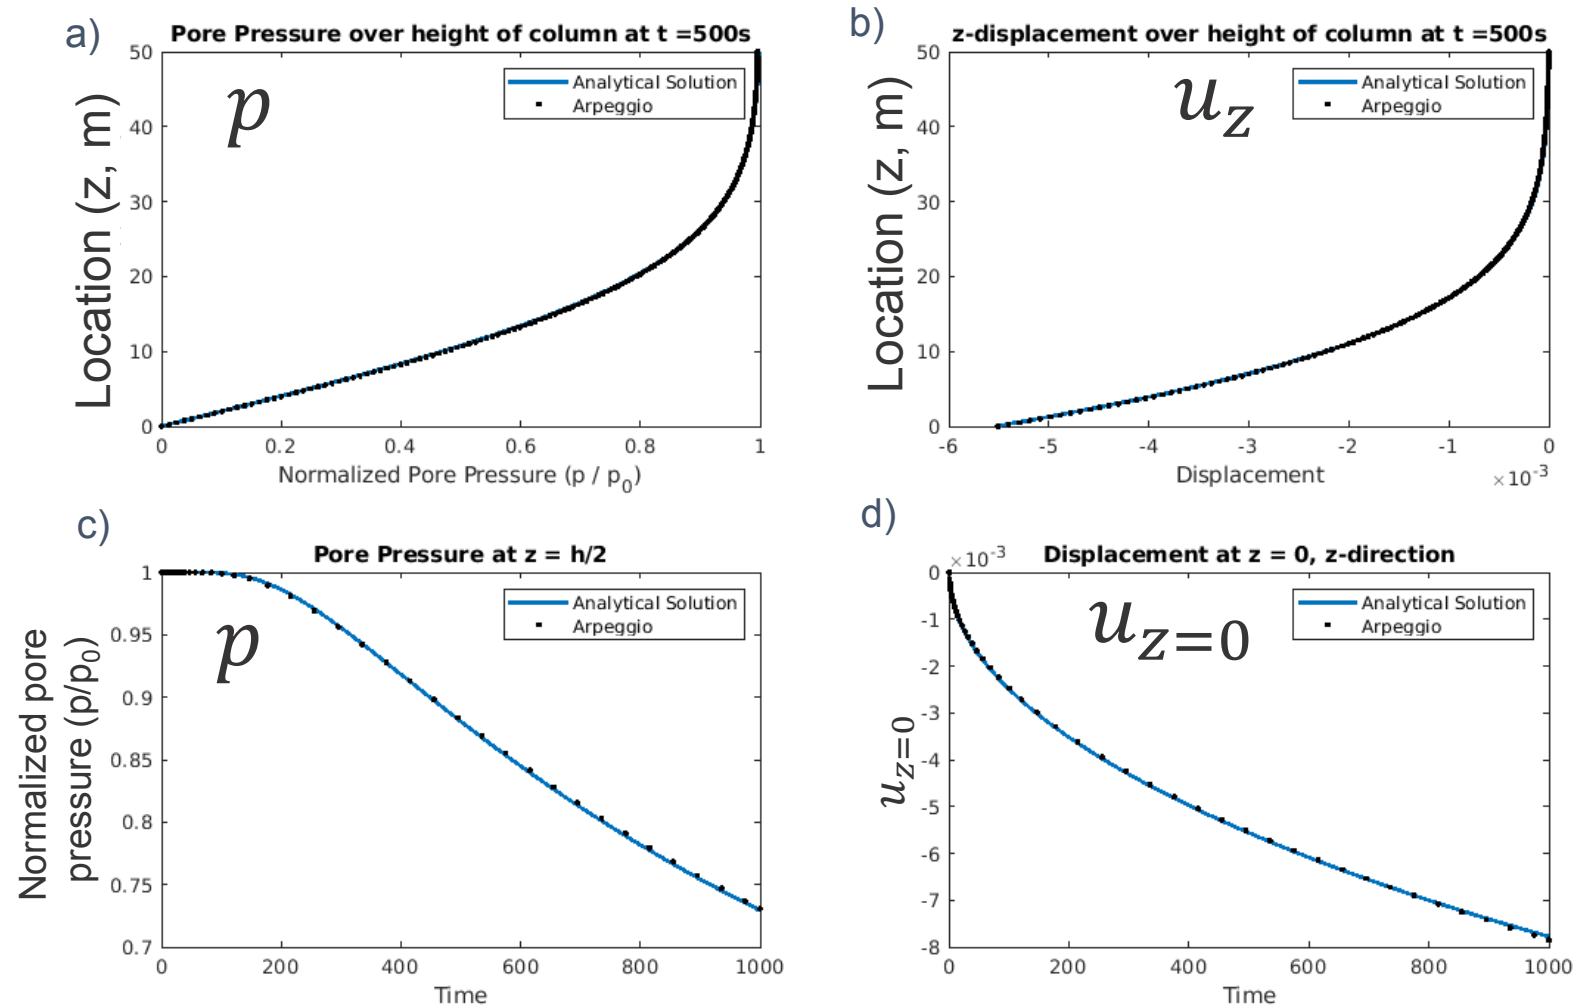 a)
Pore Pressure over height of column at t =500s
Analytical Solution
Arpeggio
p
Location (z, m)
50
40
30
20
10
0
0 0.2 0.4 0.6 0.8 1
Normalized Pore Pressure (p / p₀)
b)
z-displacement over height of column at t =500s
Analytical Solution
Arpeggio
u_z
Location (z, m)
50
40
30
20
10
0
-6 -5 -4 -3 -2 -1 0
Displacement ×10⁻³
c)
Pore Pressure at z = h/2
Analytical Solution
Arpeggio
p
Normalized pore
pressure (p/p₀)
1
0.95
0.9
0.85
0.8
0.75
0.7
0 200 400 600 800 1000
Time
d)
×10⁻³ Displacement at z = 0, z-direction
Analytical Solution
Arpeggio
u_{z=0}
u_{z=0}
0
-1
-2
-3
-4
-5
-6
-7
-8
0 200 400 600 800 1000
Time